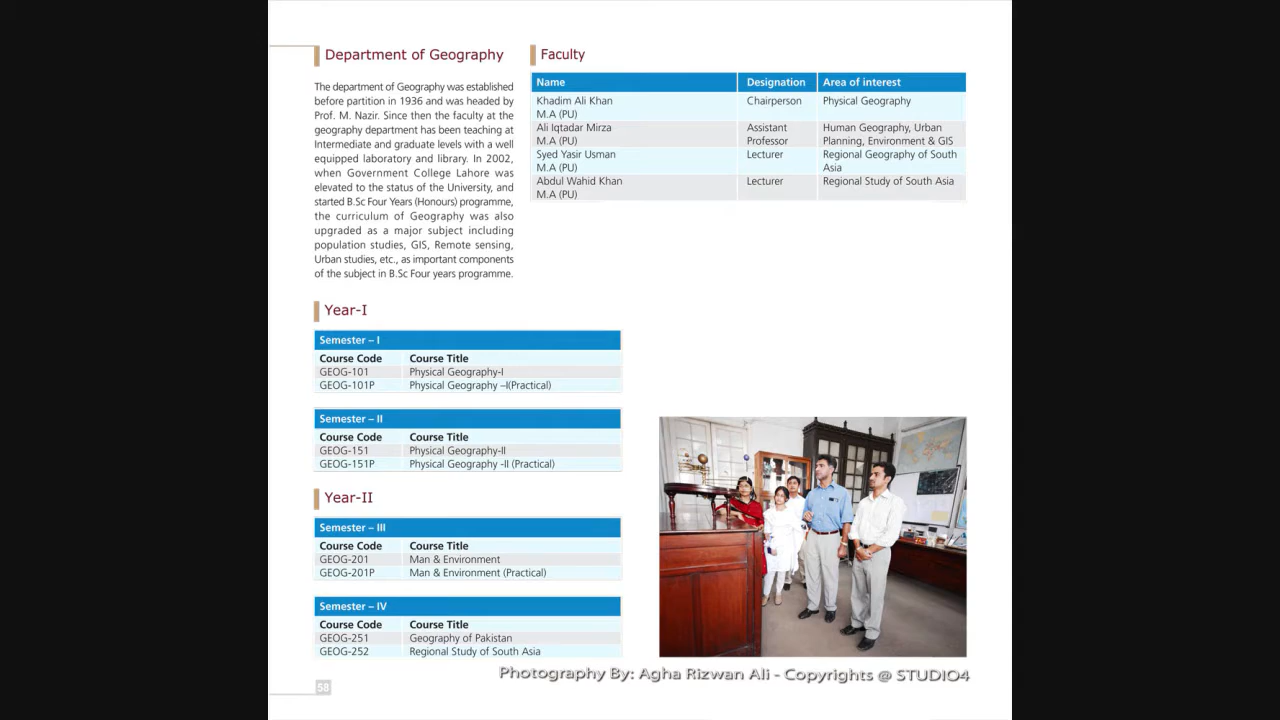 Department of Geography
The department of Geography was established
before partition in 1936 and was headed by
Prof. M. Nazir. Since then the faculty at the
geography department has been teaching at
Intermediate and graduate levels with a well
equipped laboratory and library. In 2002,
when Government College Lahore was
elevated to the status of the University, and
started B.Sc Four Years (Honours) programme,
the curriculum of Geography was also
upgraded as a major subject including
population studies, GIS, Remote sensing,
Urban studies, etc., as important components
of the subject in B.Sc Four years programme.
Faculty
Name Designation Area of interest
Khadim Ali Khan Chairperson Physical Geography
M.A (PU)
Ali Iqtadar Mirza Assistant Human Geography, Urban
M.A (PU) Professor Planning, Environment & GIS
Syed Yasir Usman Lecturer Regional Geography of South
M.A (PU) Asia
Abdul Wahid Khan Lecturer Regional Study of South Asia
M.A (PU)
Year-I
Semester – I
Course Code Course Title
GEOG-101 Physical Geography-I
GEOG-101P Physical Geography –I(Practical)
Semester – II
Course Code Course Title
GEOG-151 Physical Geography-II
GEOG-151P Physical Geography -II (Practical)
Year-II
Semester – III
Course Code Course Title
GEOG-201 Man & Environment
GEOG-201P Man & Environment (Practical)
Semester – IV
Course Code Course Title
GEOG-251 Geography of Pakistan
GEOG-252 Regional Study of South Asia
Photography By: Agha Rizwan Ali - Copyrights @ STUDIO4
58